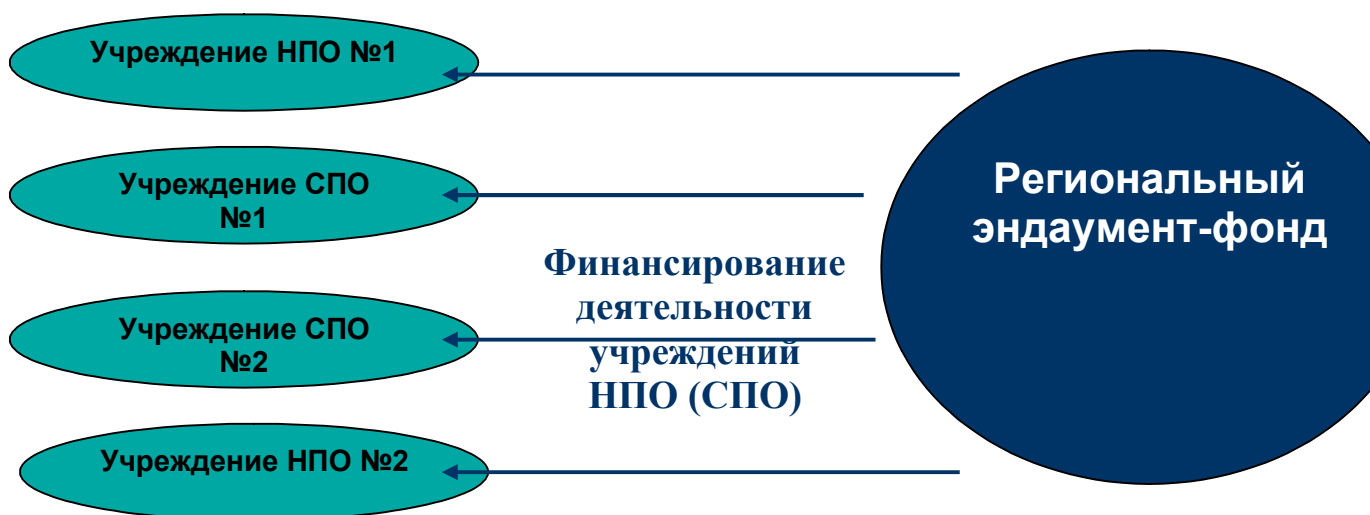 Учреждение НПО №1
Учреждение СПО
№1
Учреждение СПО
№2
Учреждение НПО №2
Финансирование
деятельности
учреждений
НПО (СПО)
Региональный
эндаумент-фонд